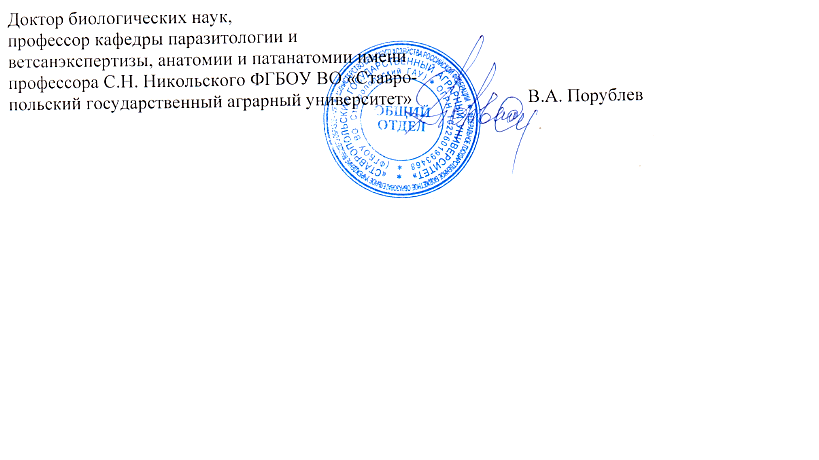 Доктор биологических наук,
профессор кафедры паразитологии и
ветсанэкспертизы, анатомии и патанатомии имени
профессора С.Н. Никольского ФГБОУ ВО «Ставро-
польский государственный аграрный университет»
В.А. Порублев
ОБЩИЙ
ОТДЕЛ